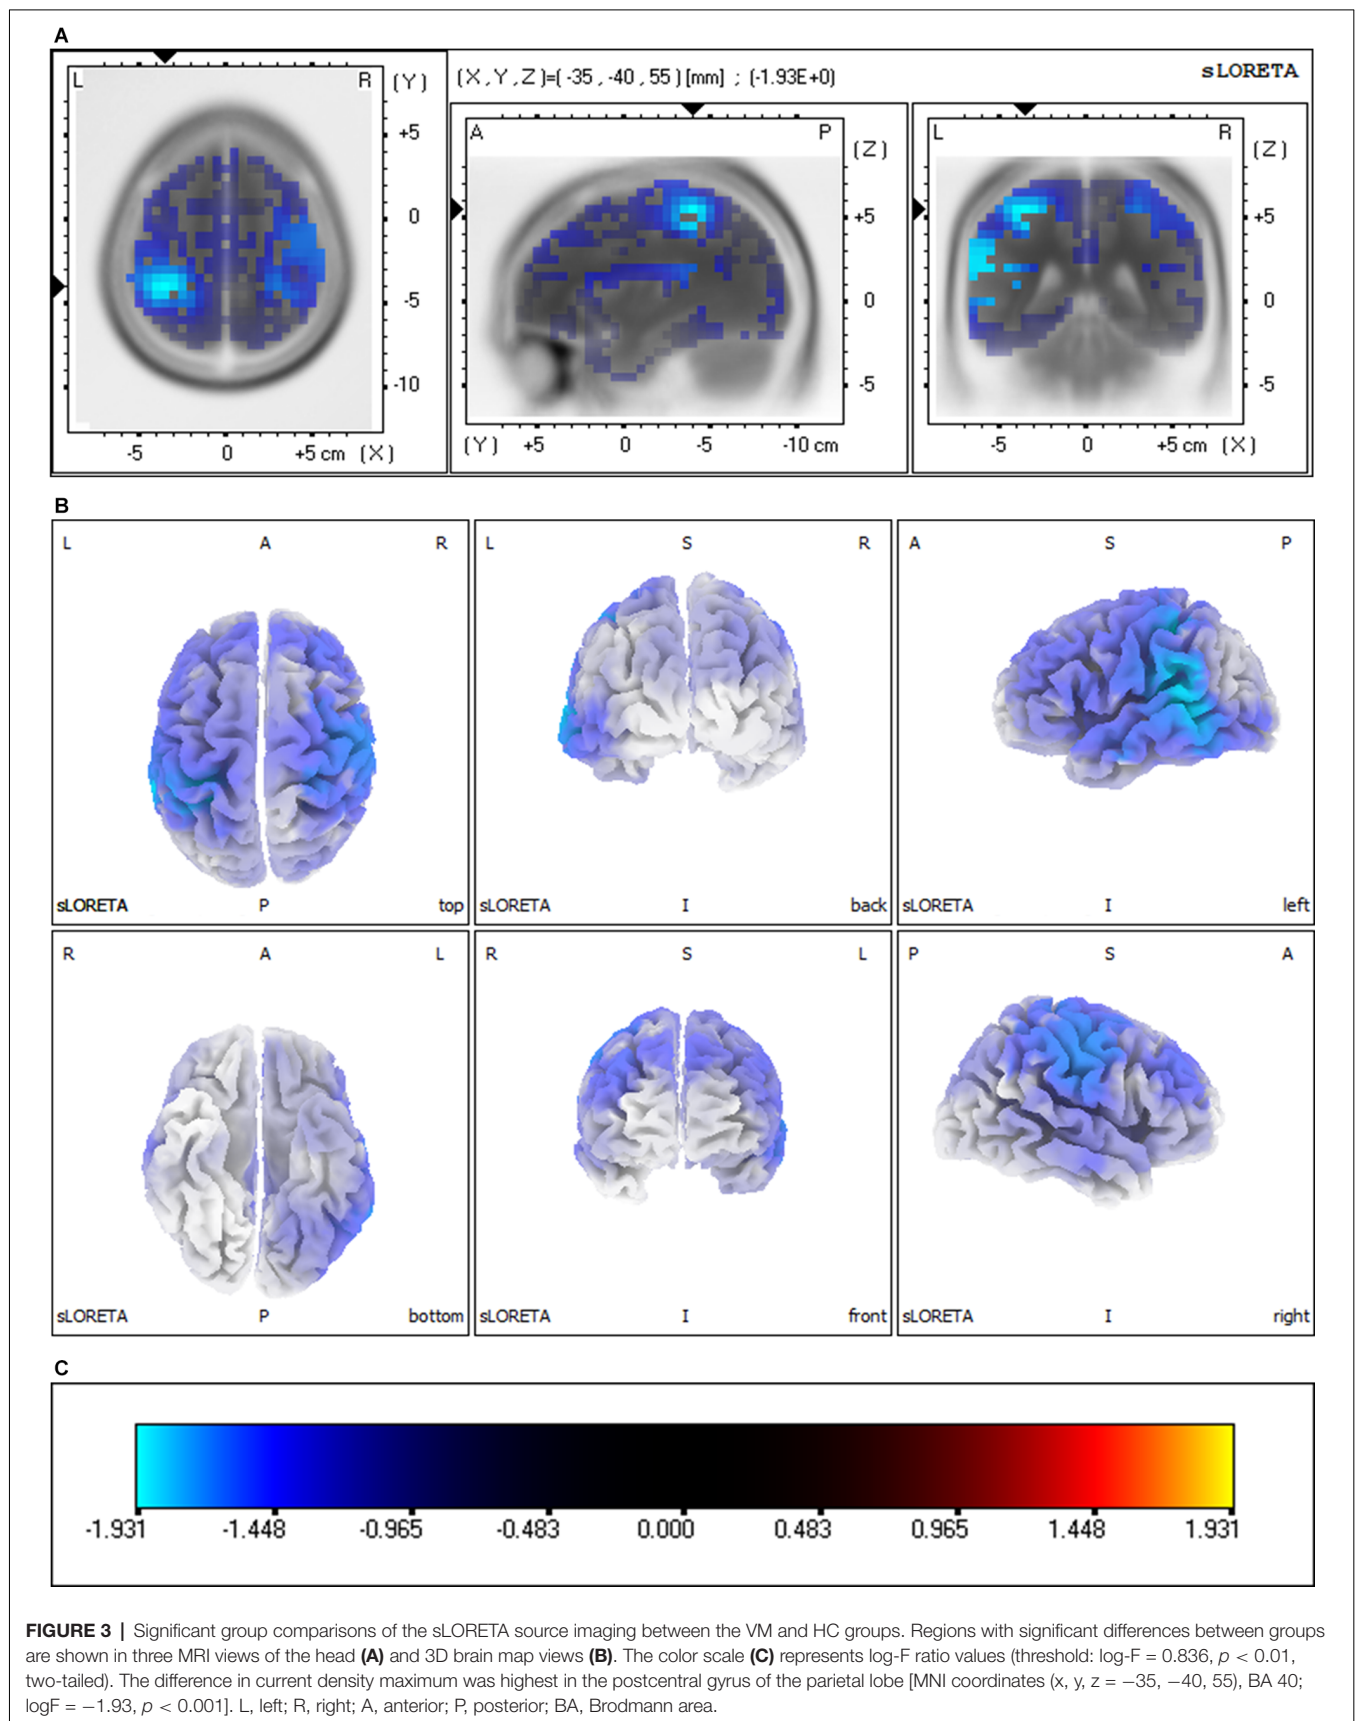 A
L R (Y) +5 0 -5 -10
-5 0 +5 cm (X)
(X,Y,Z)=( -35 , -40 , 55 ) [mm] ; (-1.93E+0) sLORETA
A P (Z) +5 0 -5
(Y) +5 0 -5 -10 cm
L R (Z) +5 0 -5
-5 0 +5 cm (X)
B
L A R
sLORETA P top
L S R
sLORETA I back
A S P
sLORETA I left
R A L
sLORETA P bottom
R S L
sLORETA I front
P S A
sLORETA I right
C
-1.931 -1.448 -0.965 -0.483 0.000 0.483 0.965 1.448 1.931
FIGURE 3 | Significant group comparisons of the sLORETA source imaging between the VM and HC groups. Regions with significant differences between groups
are shown in three MRI views of the head (A) and 3D brain map views (B). The color scale (C) represents log-F ratio values (threshold: log-F = 0.836, p < 0.01,
two-tailed). The difference in current density maximum was highest in the postcentral gyrus of the parietal lobe [MNI coordinates (x, y, z = −35, −40, 55), BA 40;
logF = −1.93, p < 0.001]. L, left; R, right; A, anterior; P, posterior; BA, Brodmann area.